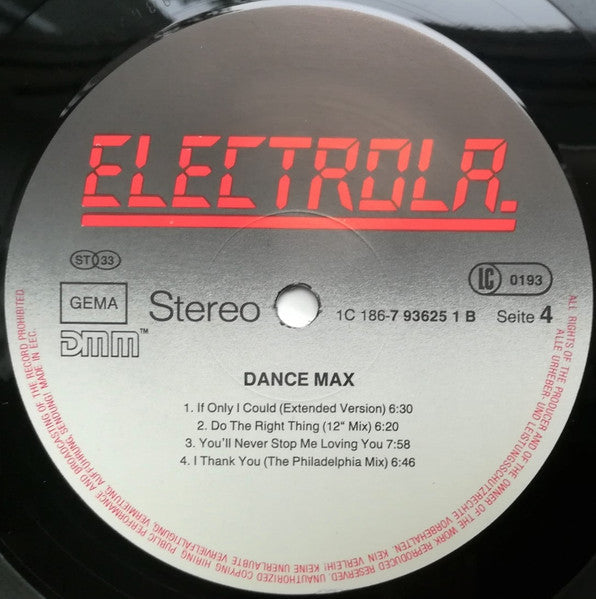 ELECTROLA.
ST 33
LC 0193
GEMA
Stereo
1C 186-7 93625 1 B
Seite 4
DMM™
DANCE MAX
1. If Only I Could (Extended Version) 6:30
2. Do The Right Thing (12" Mix) 6:20
3. You'll Never Stop Me Loving You 7:58
4. I Thank You (The Philadelphia Mix) 6:46
ALL RIGHTS OF THE PRODUCER AND OF THE OWNER OF THE WORK REPRODUCED RESERVED. UNAUTHORIZED COPYING HIRING PUBLIC PERFORMANCE AND BROADCASTING OF THE RECORD PROHIBITED.
ALLE URHEBER- UND LEISTUNGSSCHUTZRECHTE VORBEHALTEN. KEIN VERLEIH! KEINE UNERLAUBTE VERVIELFÄLTIGUNG, VERMIETUNG, AUFFÜHRUNG, SENDUNG! MADE IN EEC.